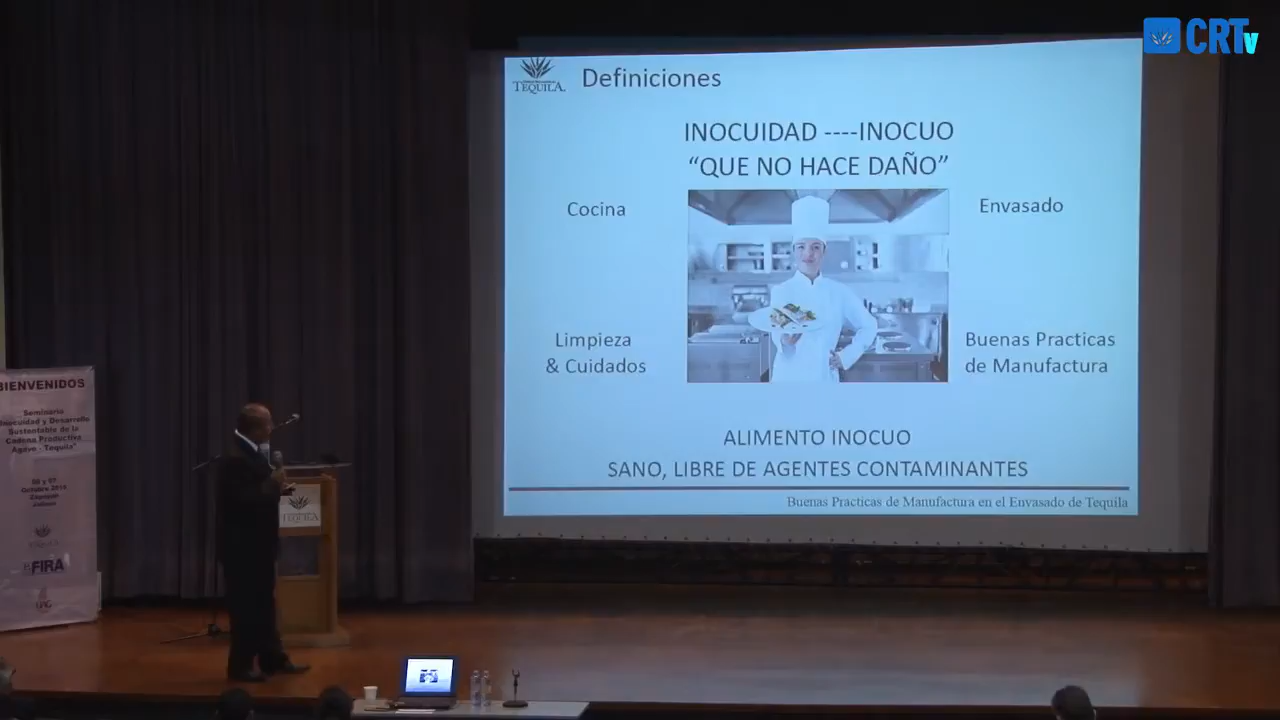 CRTv
TEQUILA
Definiciones
INOCUIDAD ----INOCUO
“QUE NO HACE DAÑO”
Cocina
Envasado
Limpieza
& Cuidados
Buenas Practicas
de Manufactura
ALIMENTO INOCUO
SANO, LIBRE DE AGENTES CONTAMINANTES
Buenas Practicas de Manufactura en el Envasado de Tequila
BIENVENIDOS
Seminario
Inocuidad y Desarrollo
Sustentable de la
Cadena Productiva
Agave - Tequila"
Jalisco
FIRA
TEQUILA